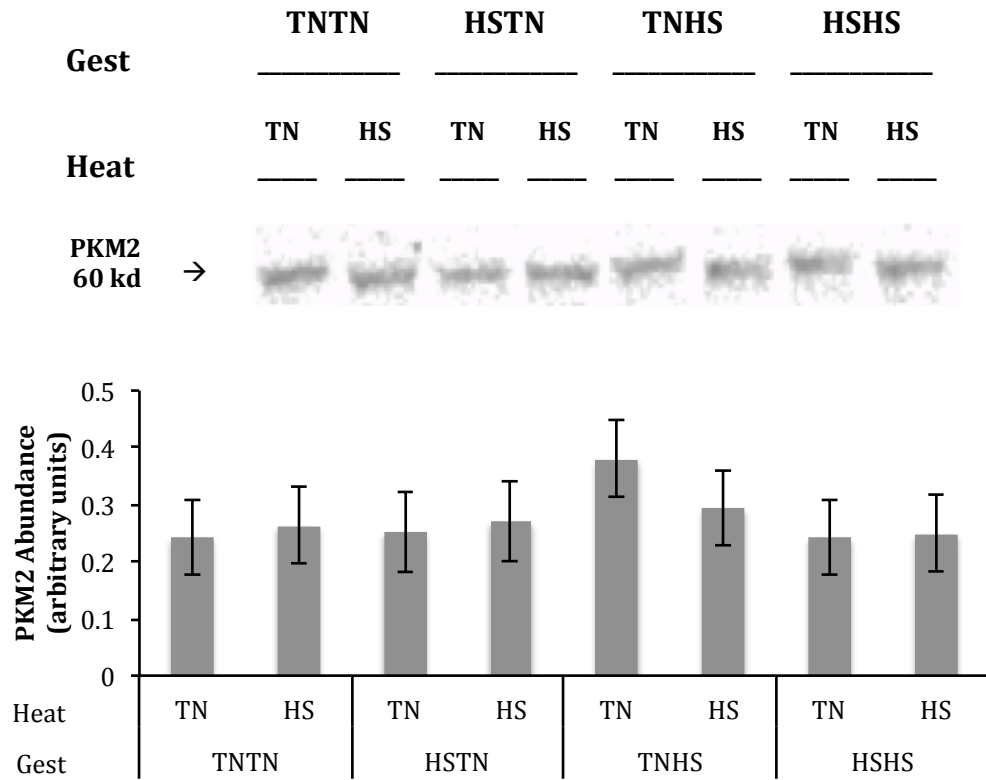 TNTN HSTN TNHS HSHS
Gest
TN HS TN HS TN HS TN HS
Heat
PKM2
60 kd →
PKM2 Abundance
(arbitrary units)
0.5
0.4
0.3
0.2
0.1
0
Heat TN HS TN HS TN HS TN HS
Gest TNTN HSTN TNHS HSHS